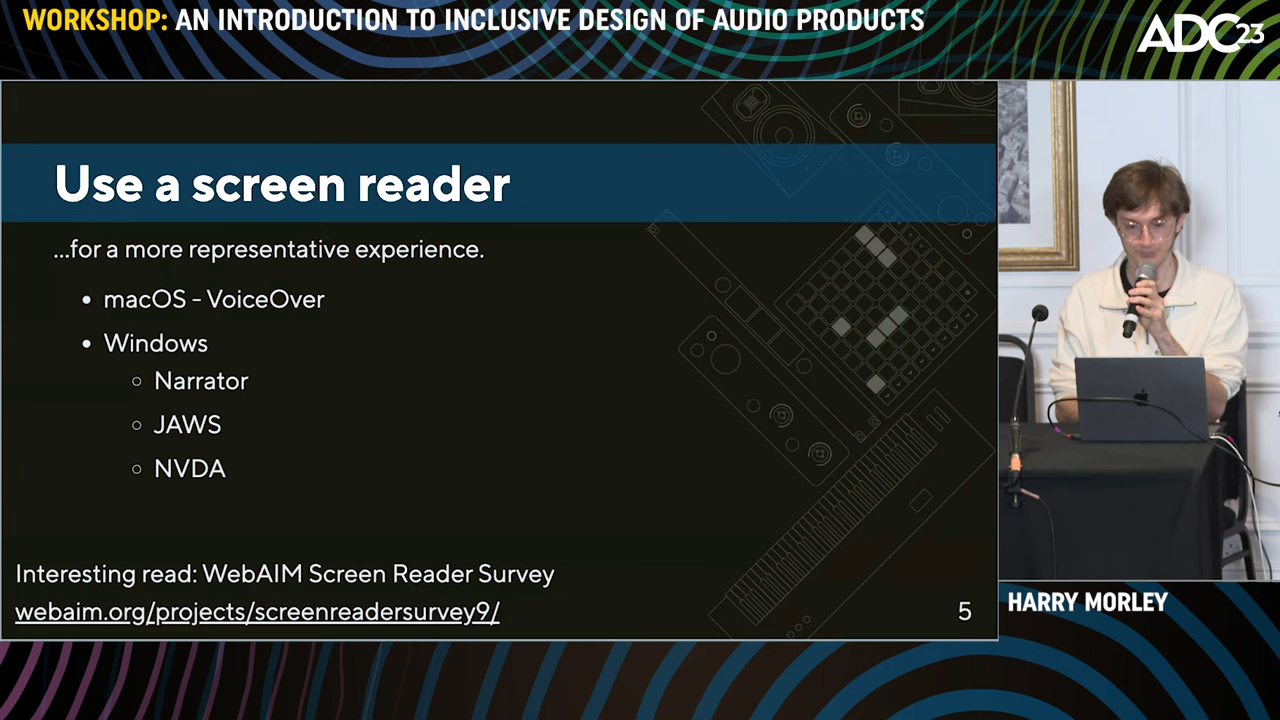 WORKSHOP: AN INTRODUCTION TO INCLUSIVE DESIGN OF AUDIO PRODUCTS
ADC23
Use a screen reader
...for a more representative experience.
• macOS - VoiceOver
• Windows
○ Narrator
○ JAWS
○ NVDA
Interesting read: WebAIM Screen Reader Survey
webaim.org/projects/screenreadersurvey9/
5
HARRY MORLEY